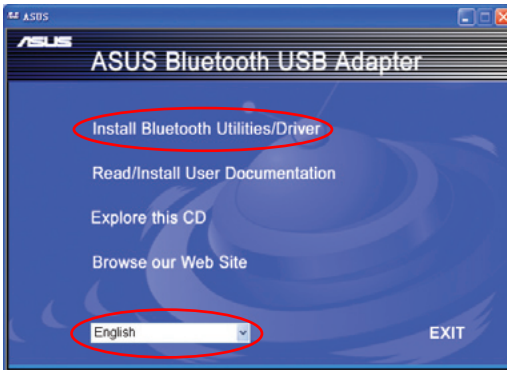 ASUS
ASUS
ASUS Bluetooth USB Adapter
Install Bluetooth Utilities/Driver
Read/Install User Documentation
Explore this CD
Browse our Web Site
English
EXIT